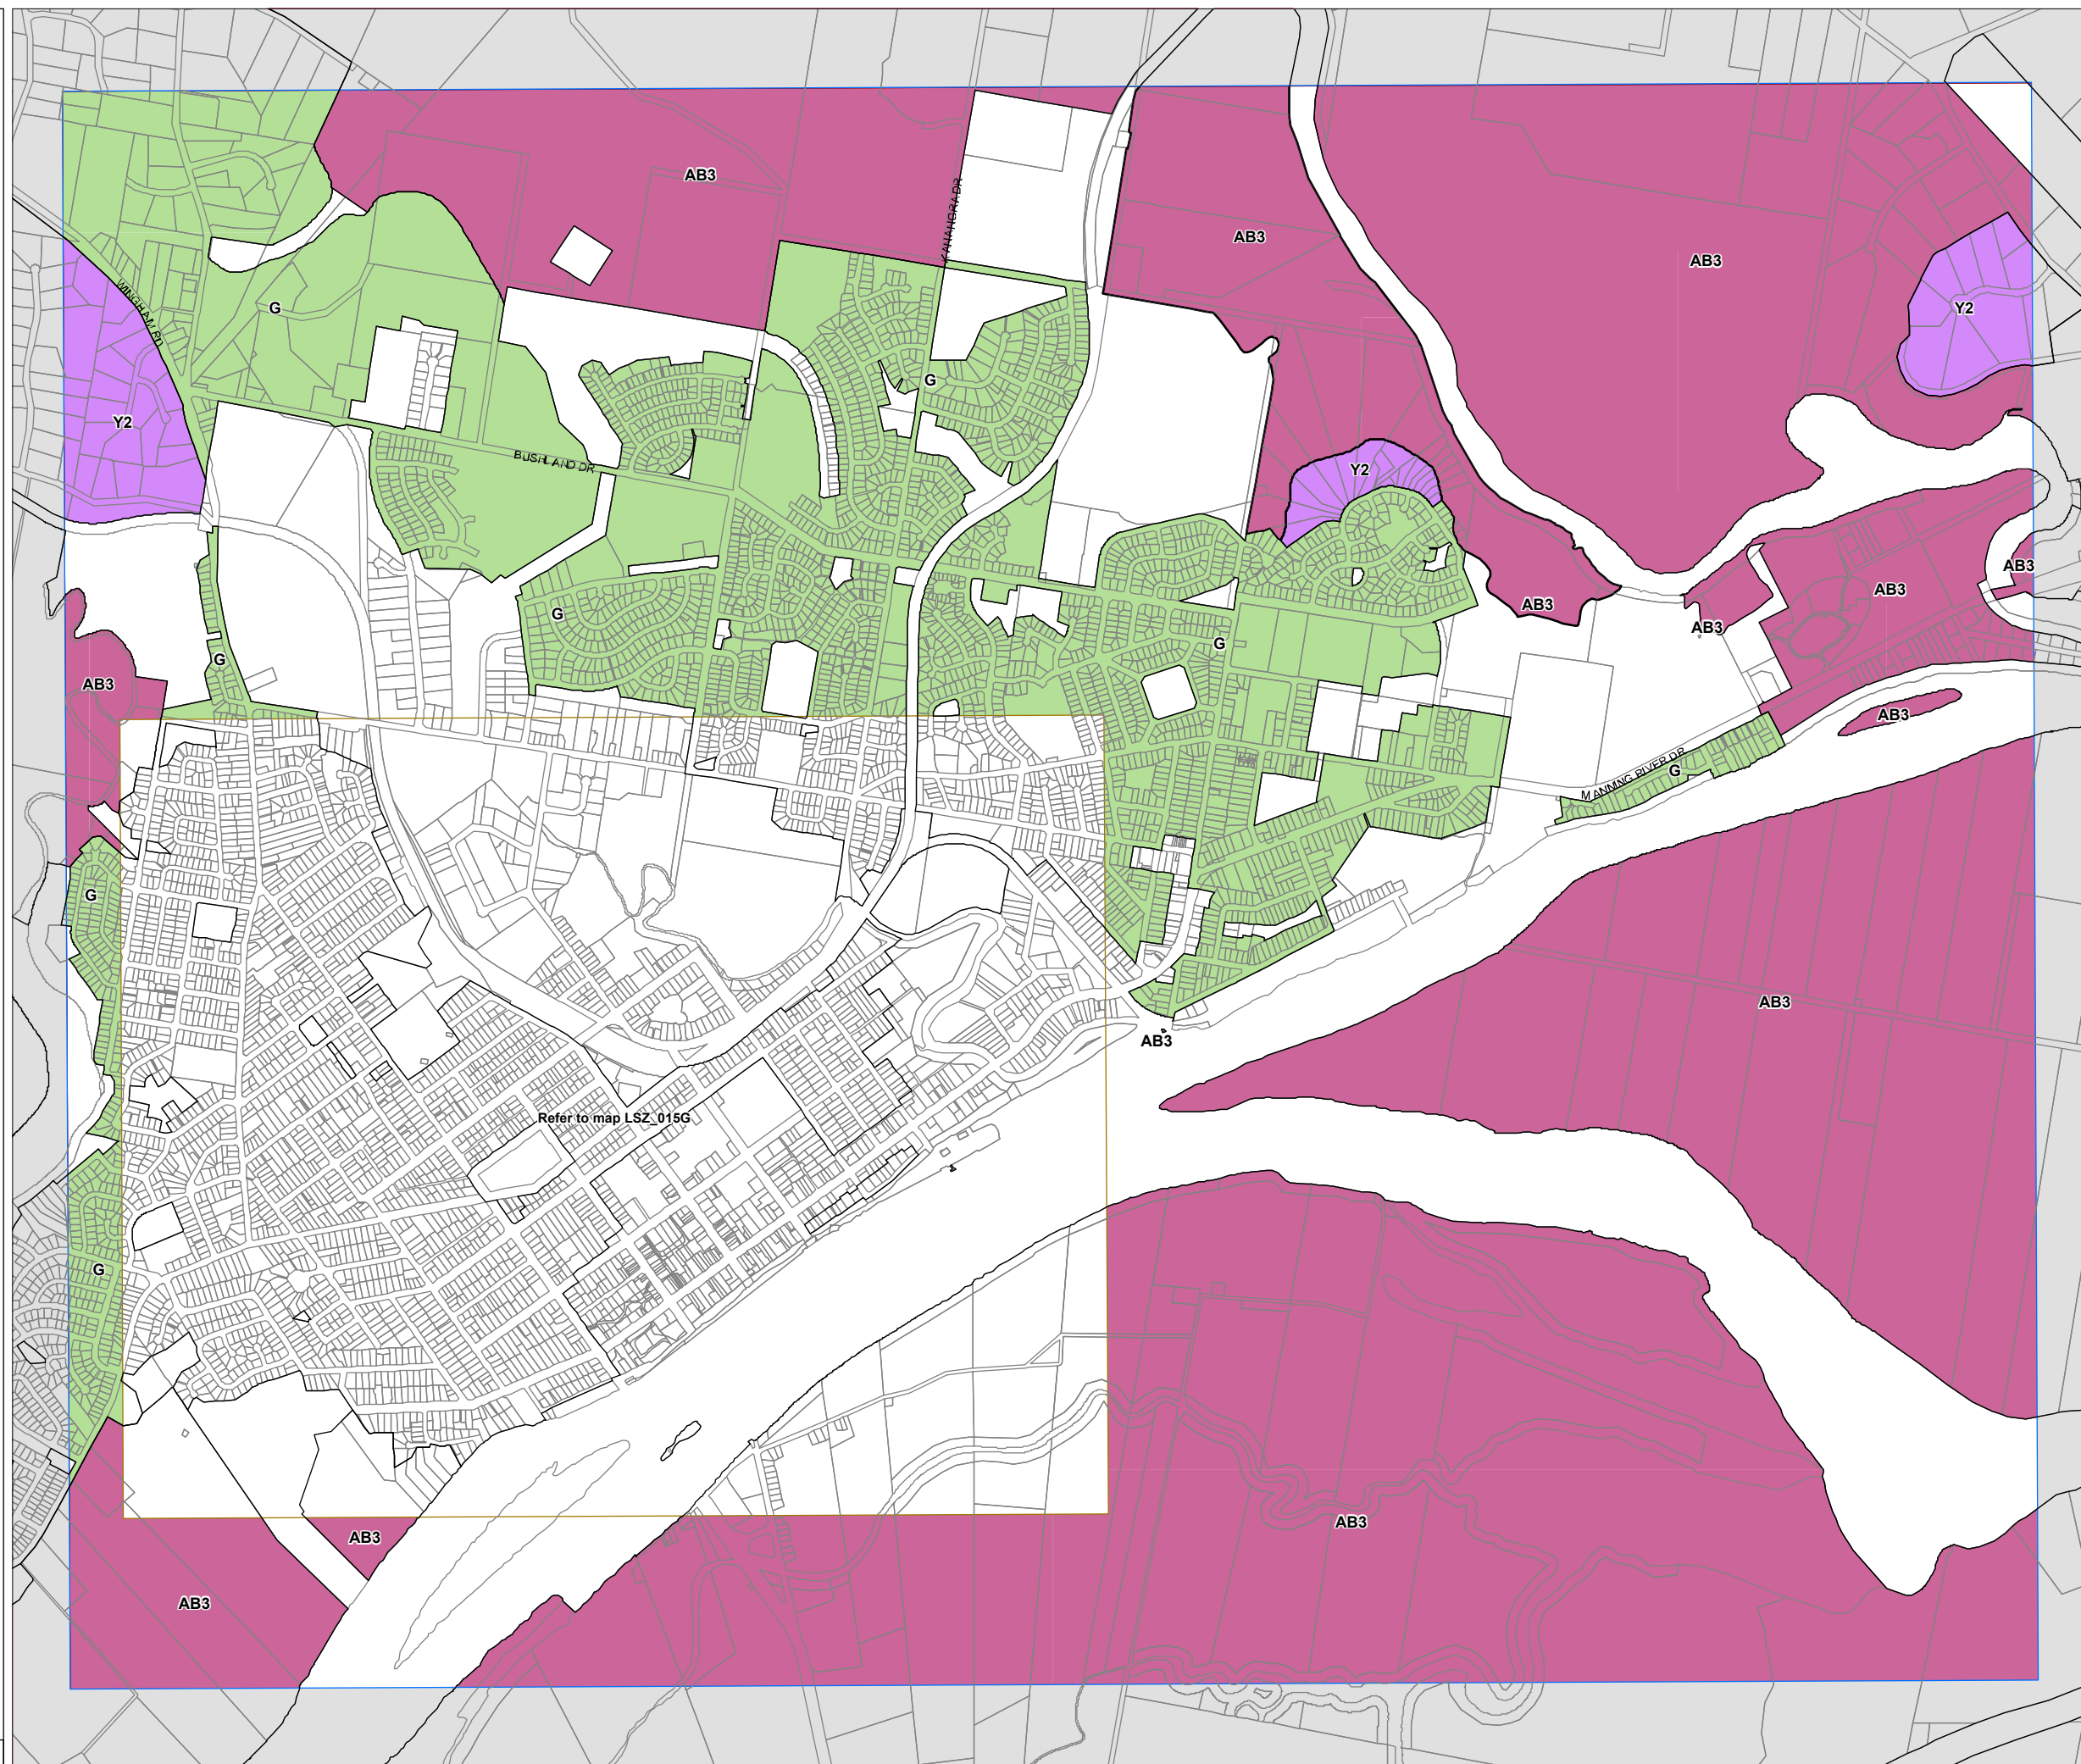 AB3
KANANGRA DR
AB3
AB3
WINGHAM RD
G
Y2
G
Y2
BUSHLAND DR
Y2
AB3
AB3
AB3
G
AB3
G
G
AB3
AB3
MANNING RIVER DR
G
G
AB3
AB3
Refer to map LSZ_015G
G
AB3
AB3
AB3